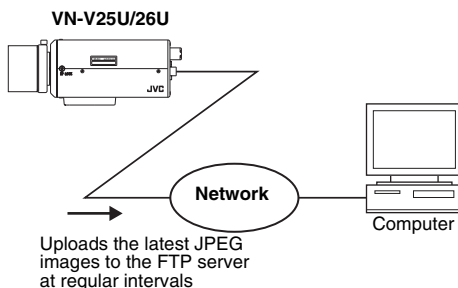 VN-V25U/26U
JVC
Network
Computer
Uploads the latest JPEG
images to the FTP server
at regular intervals